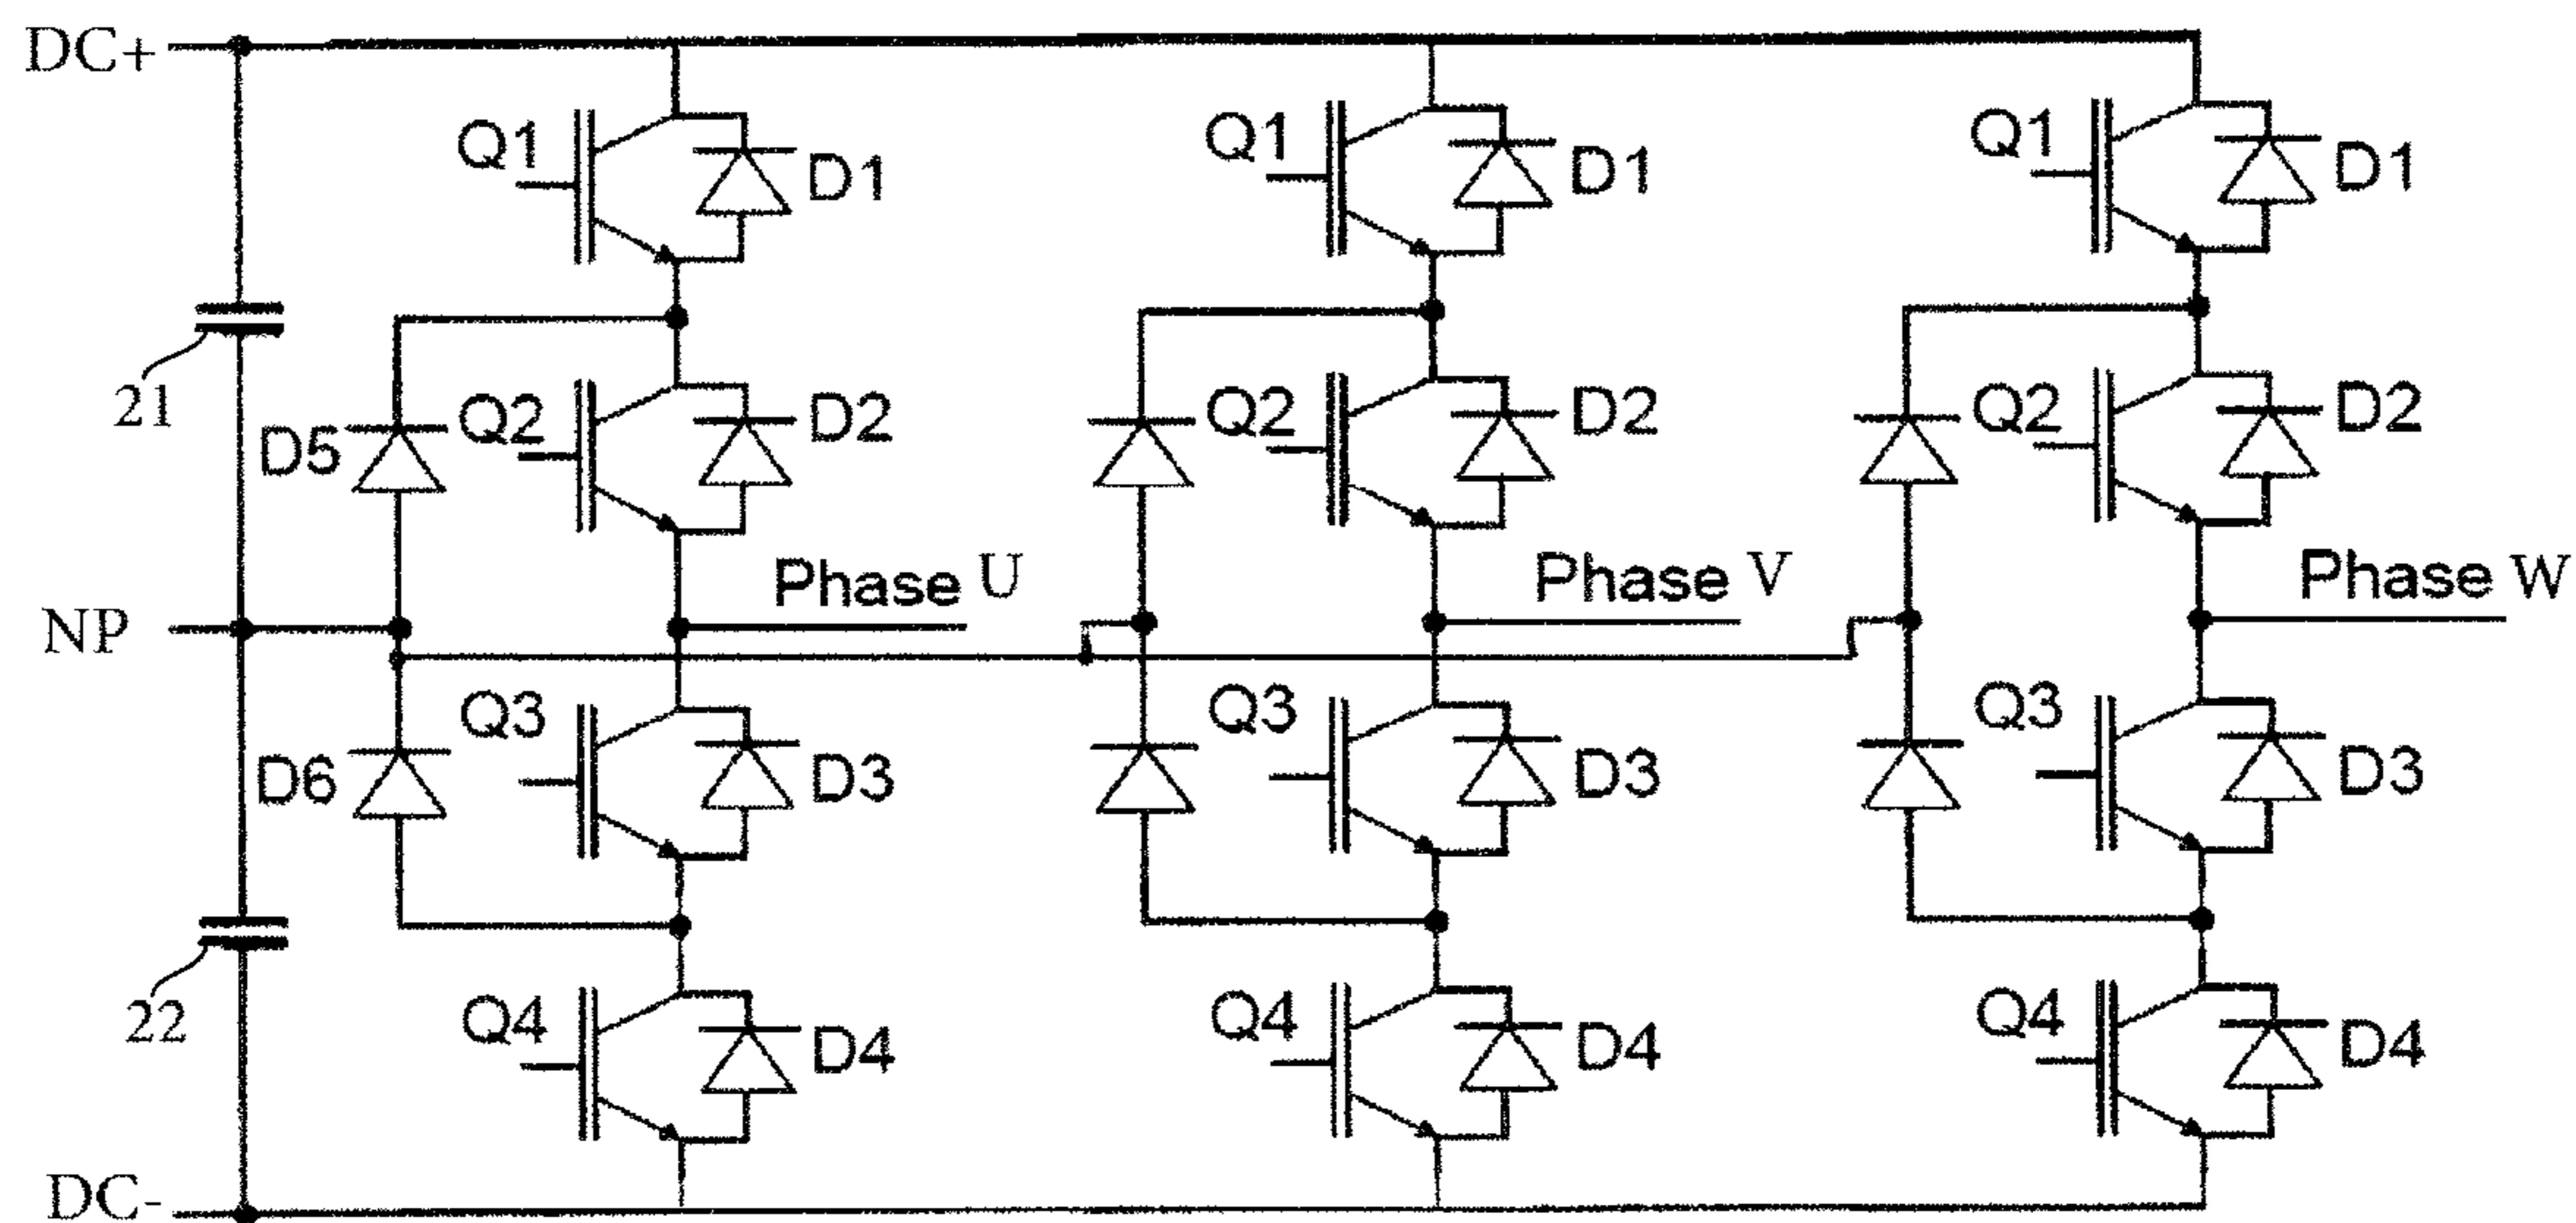 DC+
Q1 D1 Q1 D1 Q1 D1
21
D5 Q2 D2 Q2 D2 Q2 D2
NP Phase U Phase V Phase W
D6 Q3 D3 Q3 D3 Q3 D3
22
Q4 D4 Q4 D4 Q4 D4
DC-